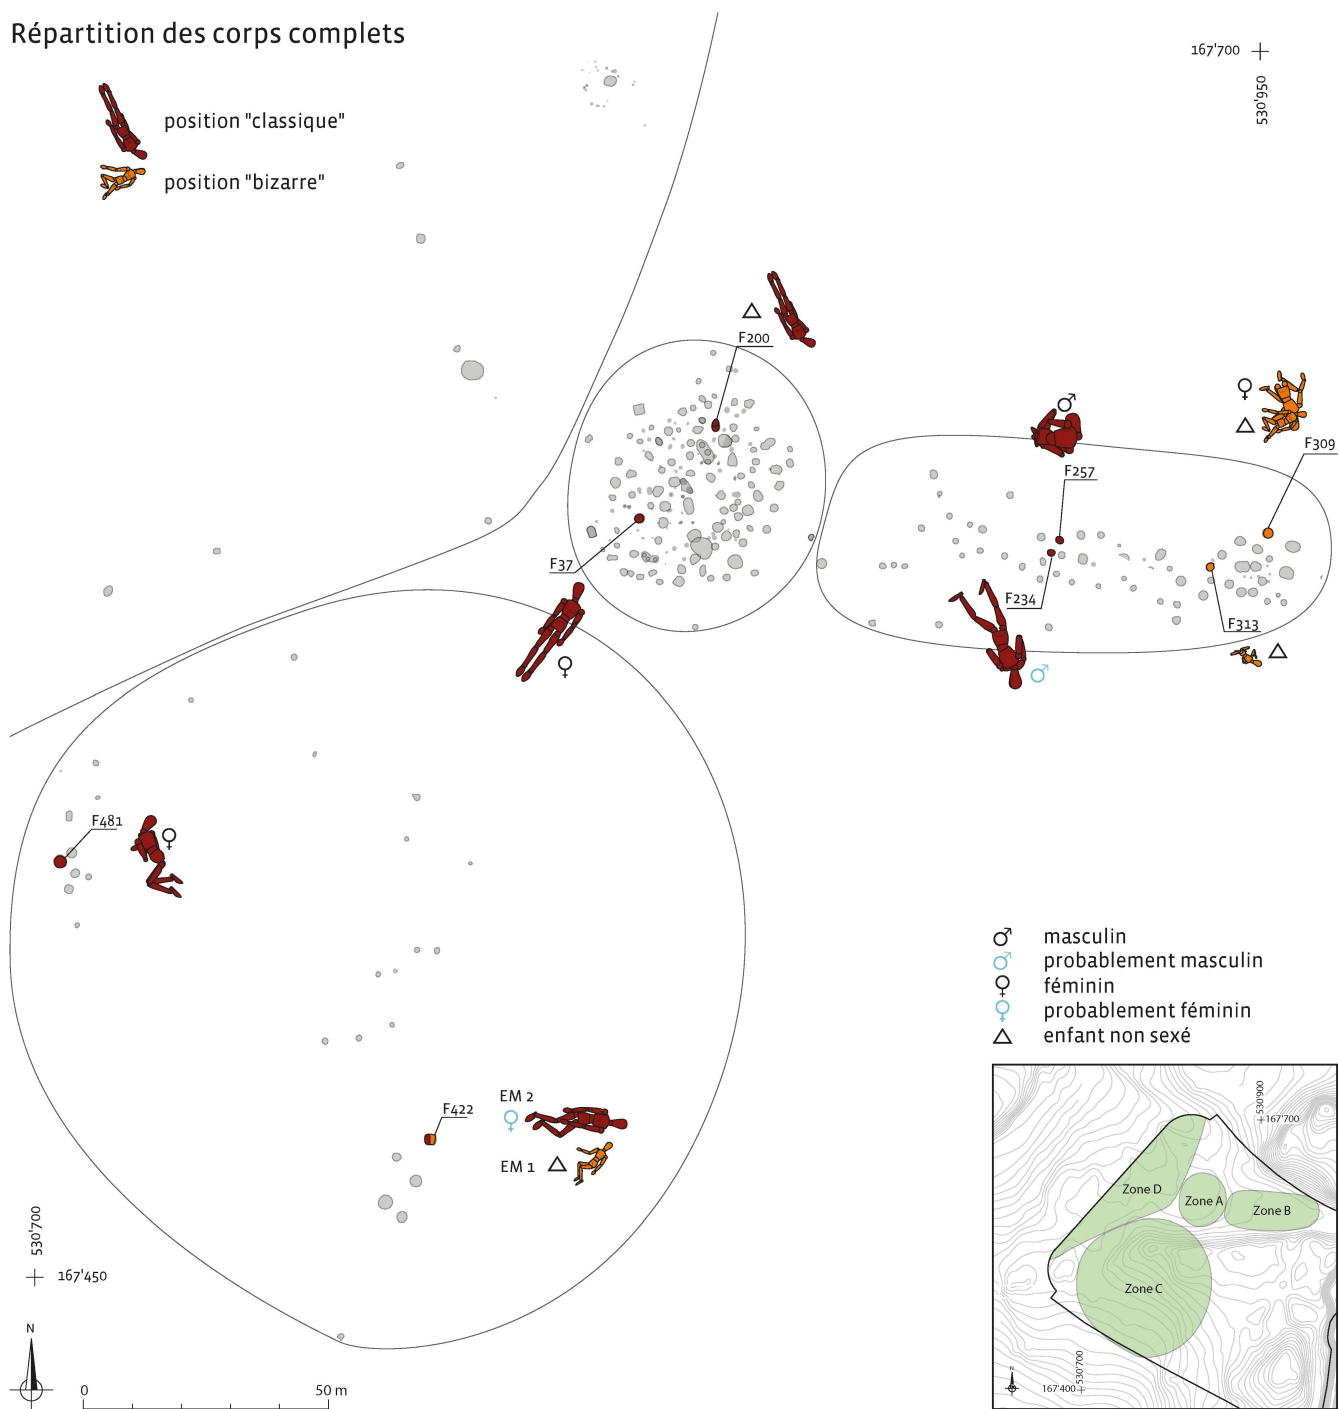 Répartition des corps complets
position "classique"
position "bizarre"
167'700
530'950
F200
F309
F257
F37
F234
F313
F481
masculin
probablement masculin
féminin
probablement féminin
enfant non sexé
EM 2
F422
EM 1
530'700
167'450
N
0
50 m
530'900
167'700
Zone D
Zone A
Zone B
Zone C
N
530'700
167'400